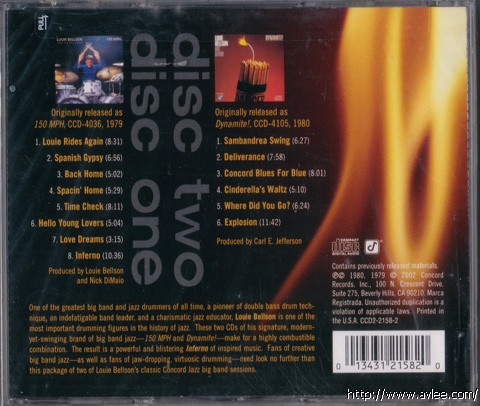 PULL
disc one
disc two
LOUIE BELLSON
Originally released as
150 MPH, CCD-4036, 1979
1. Louie Rides Again (8:31)
2. Spanish Gypsy (6:56)
3. Back Home (5:05)
4. Spacin' Home (5:29)
5. Time Check (8:11)
6. Hello Young Lovers (5:04)
7. Love Dreams (3:15)
8. Inferno (10:36)
Produced by Louie Bellson
and Nick DiMaio
Originally released as
Dynamite!, CCD-4105, 1980
1. Sambandrea Swing (6:27)
2. Deliverance (7:58)
3. Concord Blues For Blue (8:01)
4. Cinderella's Waltz (5:10)
5. Where Did You Go? (6:24)
6. Explosion (11:42)
Produced by Carl E. Jefferson
COMPACT
disc
DIGITAL AUDIO
Contains previously released materials.
℗© 1980, 1979 © 2002 Concord
Records, Inc., 100 N. Crescent Drive,
Suite 275, Beverly Hills, CA 90210. Marca
Registrada. Unauthorized duplication is a
violation of applicable laws. Printed in
the U.S.A. CCD2-2158-2
One of the greatest big band and jazz drummers of all time, a pioneer of double bass drum tech-
nique, an indefatigable band leader, and a charismatic jazz educator, Louie Bellson is one of the
most important drumming figures in the history of jazz. These two CDs of his signature, modern-
yet-swinging brand of big band jazz—150 MPH and Dynamite!—make for a highly combustible
combination. The result is a powerful and blistering Inferno of inspired music. Fans of creative
big band jazz—as well as fans of jaw-dropping, virtuosic drumming—need look no further than
this package of two of Louie Bellson's classic Concord Jazz big band sessions.
0 13431 21582 0
http://www.avlee.com/